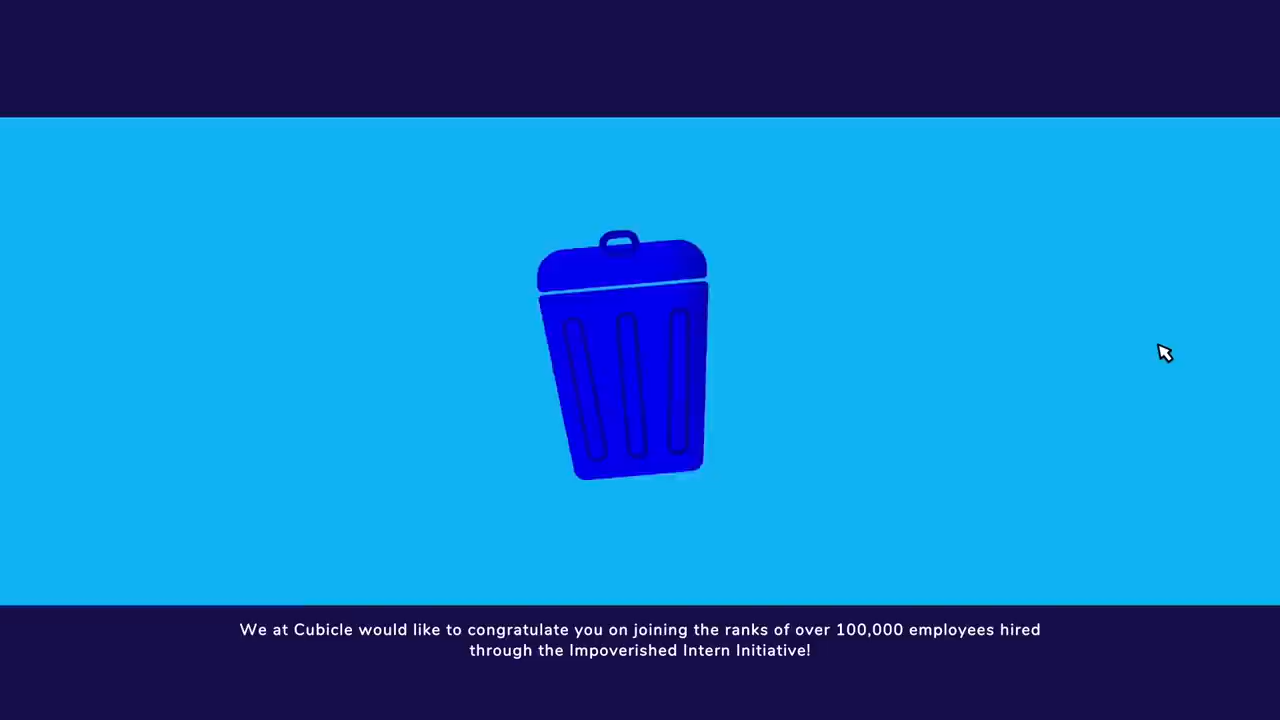 We at Cubicle would like to congratulate you on joining the ranks of over 100,000 employees hired
through the Impoverished Intern Initiative!